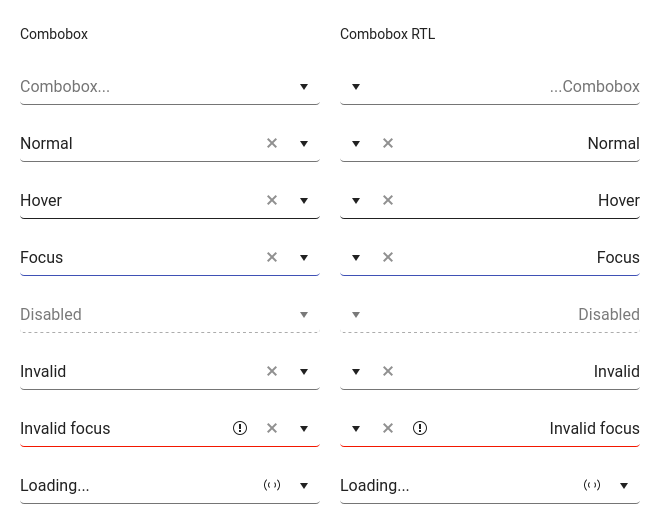 Combobox Combobox RTL
Combobox... ...Combobox
Normal Normal
Hover Hover
Focus Focus
Disabled Disabled
Invalid Invalid
Invalid focus Invalid focus
Loading... Loading...